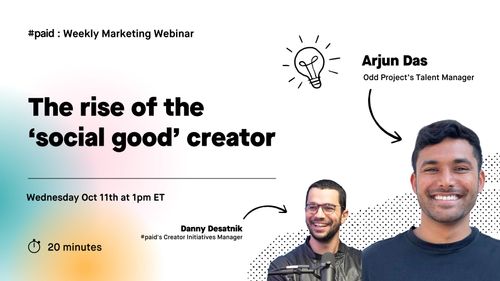 #paid : Weekly Marketing Webinar
Arjun Das
Odd Project's Talent Manager
The rise of the
‘social good’ creator
Wednesday Oct 11th at 1pm ET
Danny Desatnik
#paid's Creator Initiatives Manager
20 minutes